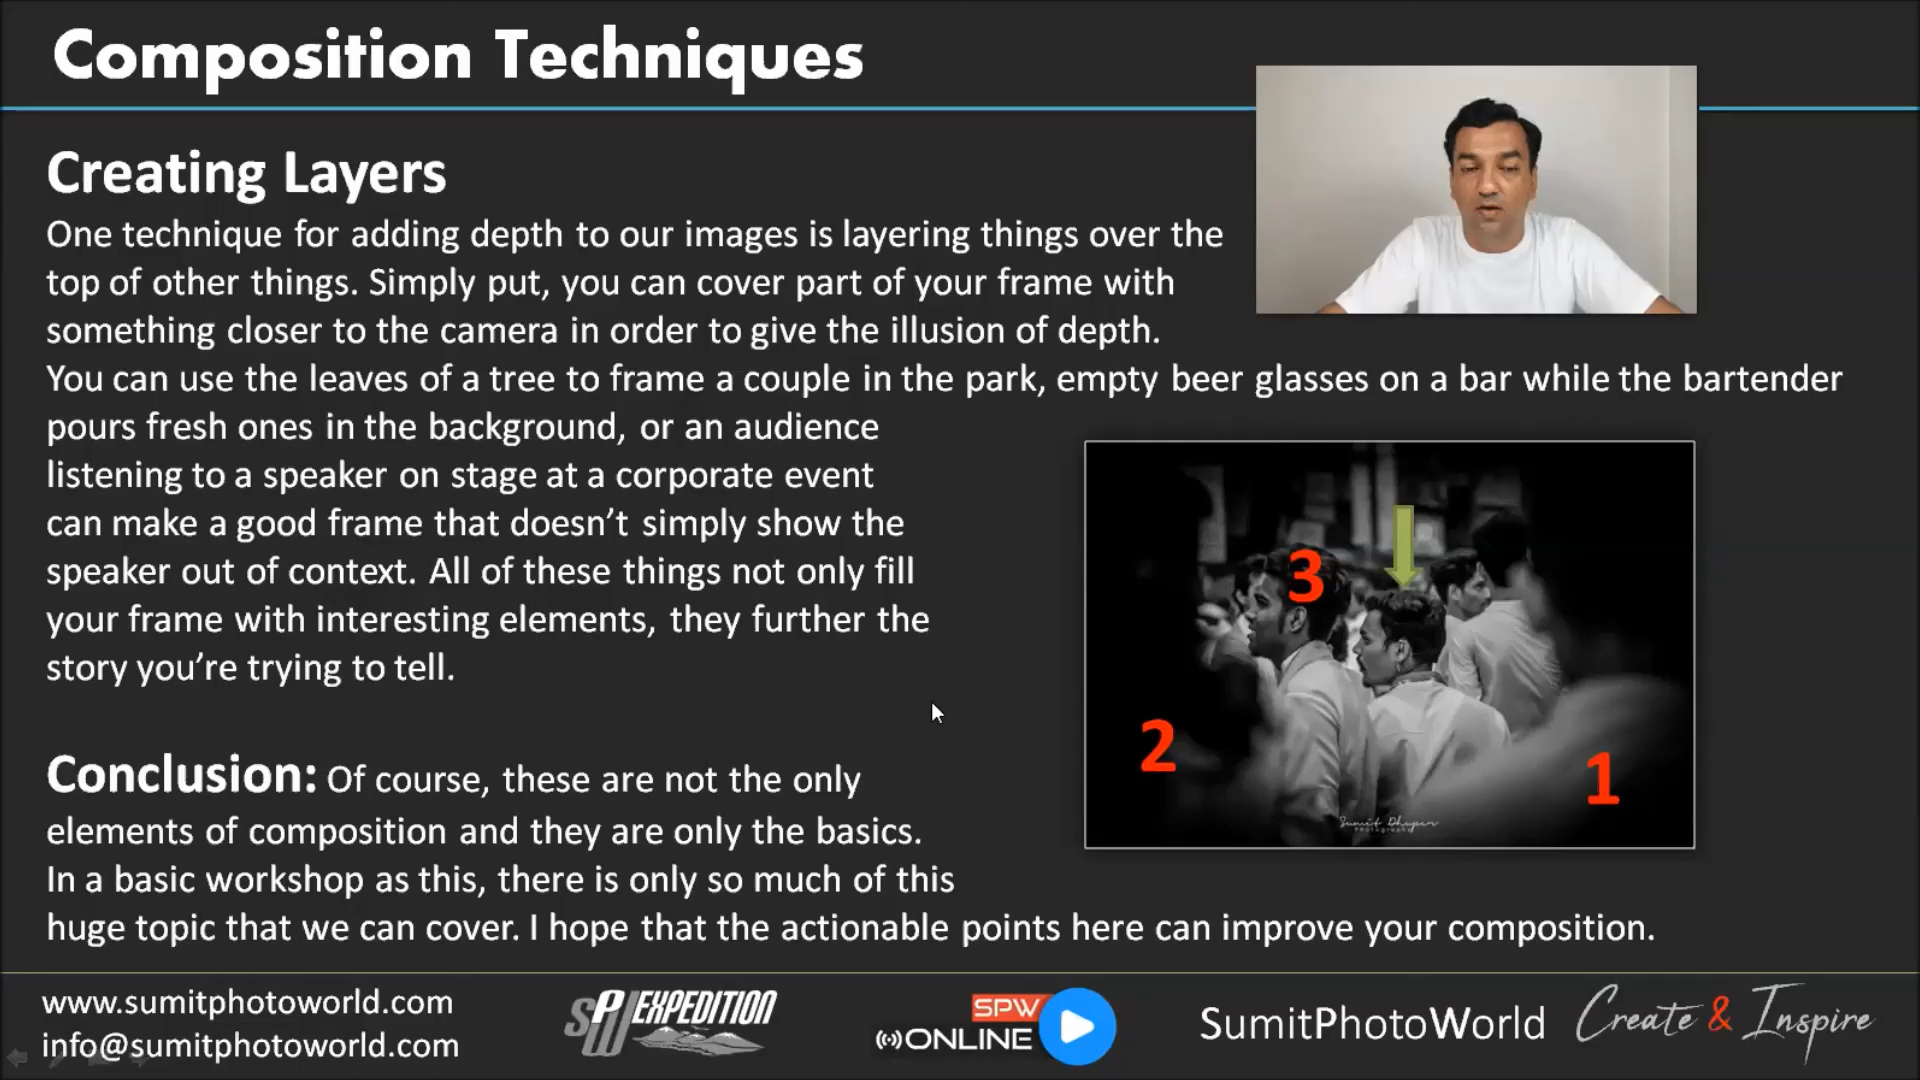 Composition Techniques
Creating Layers
One technique for adding depth to our images is layering things over the
top of other things. Simply put, you can cover part of your frame with
something closer to the camera in order to give the illusion of depth.
You can use the leaves of a tree to frame a couple in the park, empty beer glasses on a bar while the bartender
pours fresh ones in the background, or an audience
listening to a speaker on stage at a corporate event
can make a good frame that doesn't simply show the
speaker out of context. All of these things not only fill
your frame with interesting elements, they further the
story you're trying to tell.
3
2
1
Sumit Dhuper
Photography
Conclusion: Of course, these are not the only
elements of composition and they are only the basics.
In a basic workshop as this, there is only so much of this
huge topic that we can cover. I hope that the actionable points here can improve your composition.
www.sumitphotoworld.com
info@sumitphotoworld.com
SPW EXPEDITION
SPW
ONLINE
SumitPhotoWorld
Create & Inspire